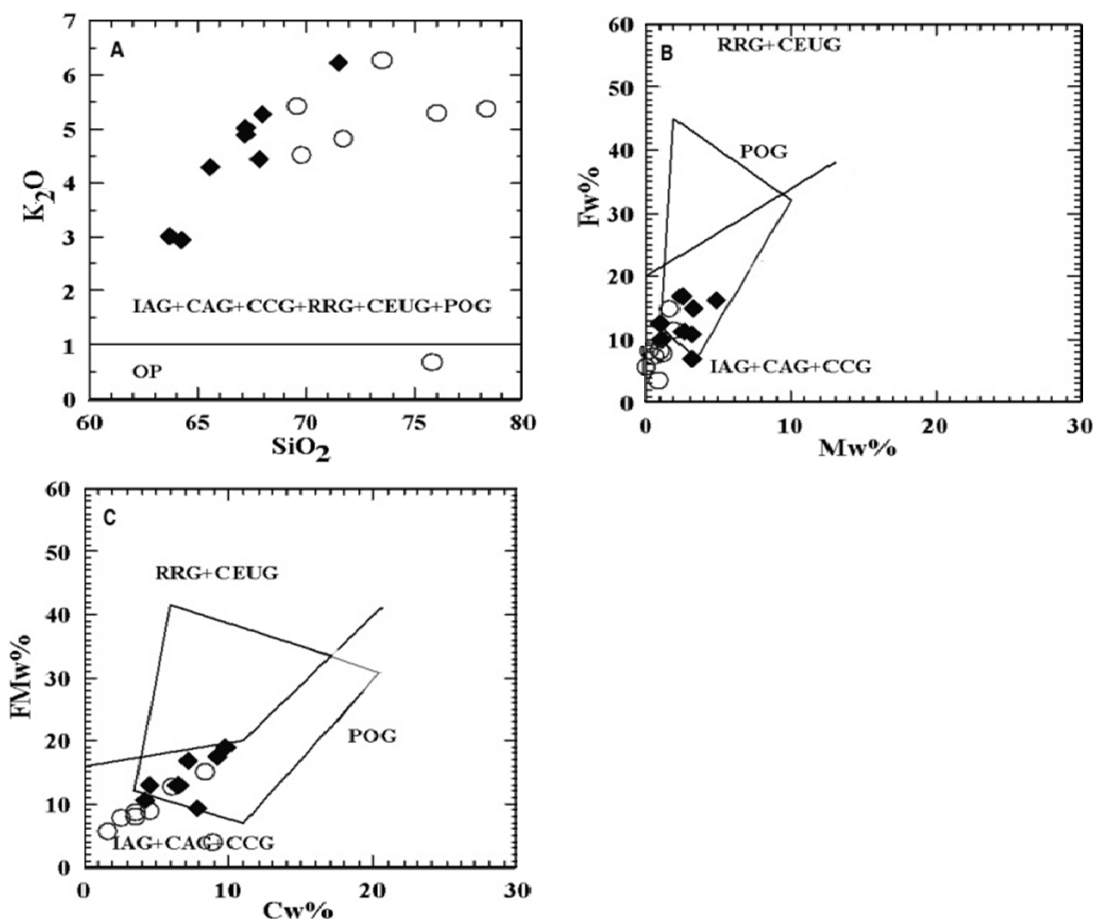 A
7
6
5
4
3
2
1
0
K2O
IAG+CAG+CCG+RRG+CEUG+POG
OP
60
65
70
75
80
SiO2
B
60
50
40
30
20
10
0
Fw%
RRG+CEUG
POG
IAG+CAG+CCG
0
10
20
30
Mw%
C
60
50
40
30
20
10
0
FMw%
RRG+CEUG
POG
IAG+CAG+CCG
0
10
20
30
Cw%